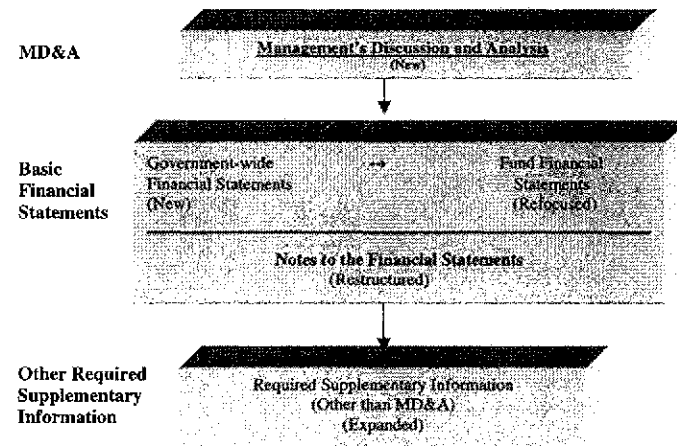 MD&A
Management's Discussion and Analysis
(New)
Basic
Financial
Statements
Government-wide
Financial Statements
(New)
↔
Fund Financial
Statements
(Refocused)
Notes to the Financial Statements
(Restructured)
Other Required
Supplementary
Information
Required Supplementary Information
(Other than MD&A)
(Expanded)